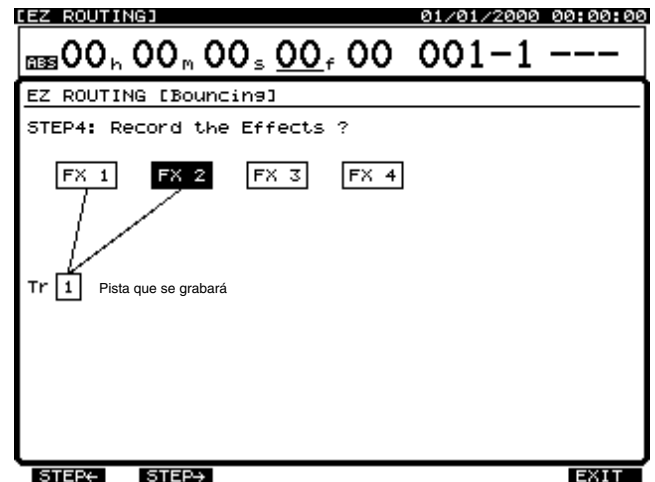 [EZ ROUTING] 01/01/2000 00:00:00
ABS 00h 00m 00s 00f 00 001-1 ---
EZ ROUTING [Bouncing]
STEP4: Record the Effects ?
FX 1 FX 2 FX 3 FX 4
Tr 1 Pista que se grabará
STEP← STEP→ EXIT